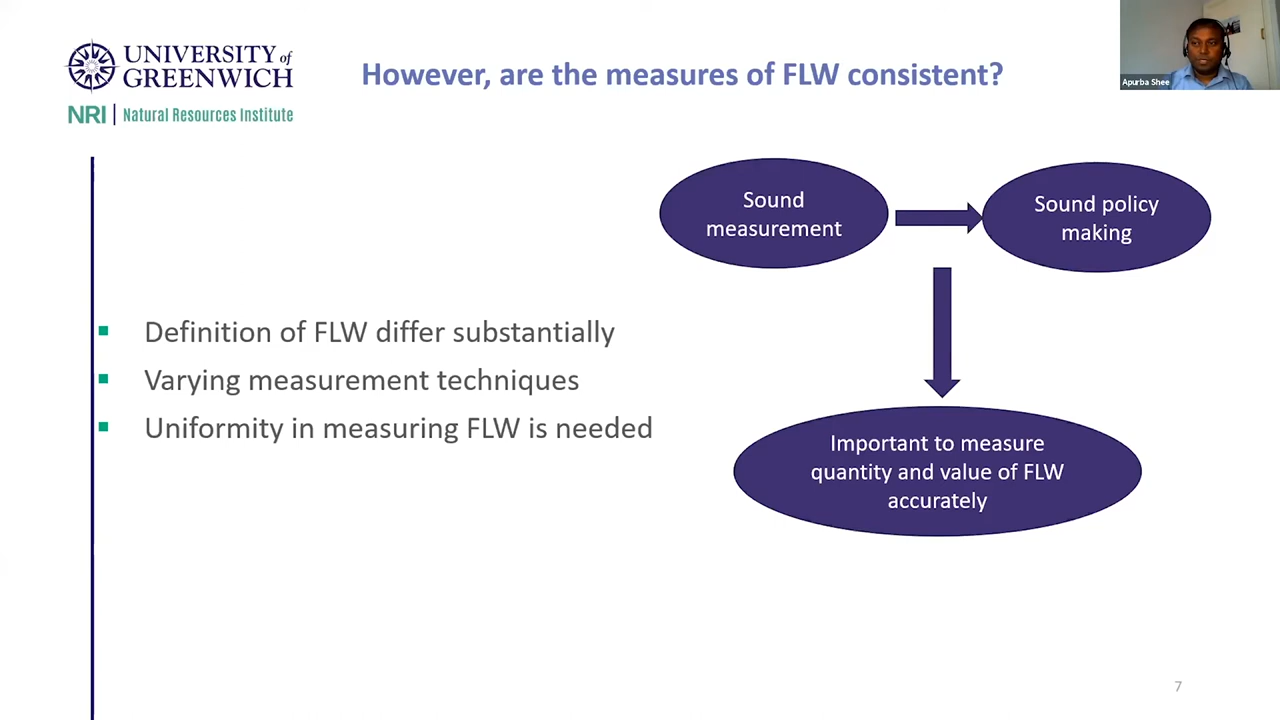 UNIVERSITY of
GREENWICH
NRI | Natural Resources Institute
However, are the measures of FLW consistent?
Apurba Shee
Sound
measurement
Sound policy
making
▪ Definition of FLW differ substantially
▪ Varying measurement techniques
▪ Uniformity in measuring FLW is needed
Important to measure
quantity and value of FLW
accurately
7